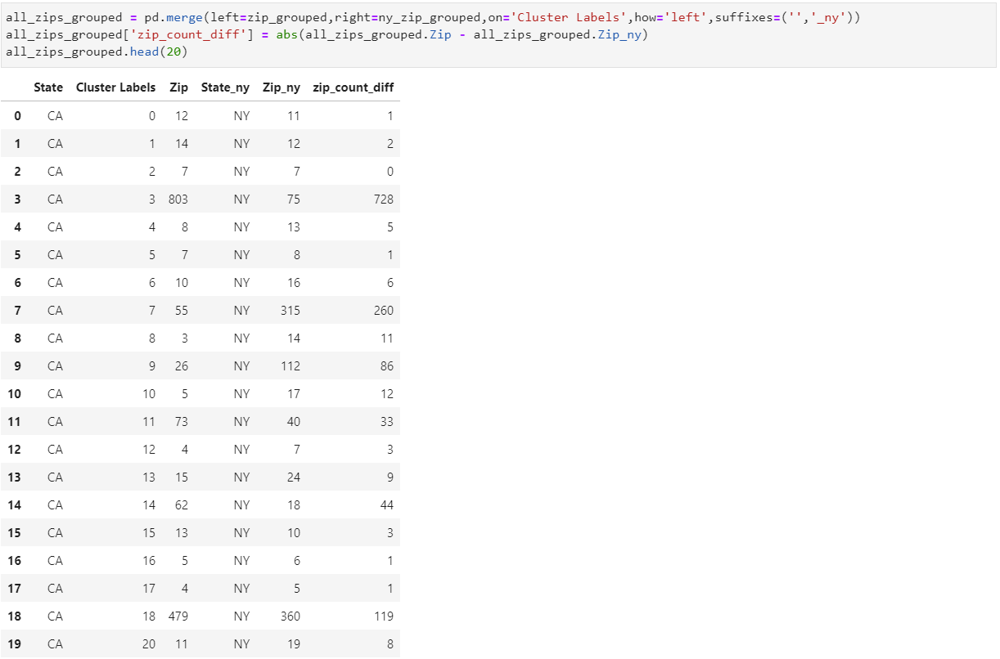 all_zips_grouped = pd.merge(left=zip_grouped,right=ny_zip_grouped,on='Cluster Labels',how='left',suffixes=('','_ny'))
all_zips_grouped['zip_count_diff'] = abs(all_zips_grouped.Zip - all_zips_grouped.Zip_ny)
all_zips_grouped.head(20)
State Cluster Labels Zip State_ny Zip_ny zip_count_diff
0 CA 0 12 NY 11 1
1 CA 1 14 NY 12 2
2 CA 2 7 NY 7 0
3 CA 3 803 NY 75 728
4 CA 4 8 NY 13 5
5 CA 5 7 NY 8 1
6 CA 6 10 NY 16 6
7 CA 7 55 NY 315 260
8 CA 8 3 NY 14 11
9 CA 9 26 NY 112 86
10 CA 10 5 NY 17 12
11 CA 11 73 NY 40 33
12 CA 12 4 NY 7 3
13 CA 13 15 NY 24 9
14 CA 14 62 NY 18 44
15 CA 15 13 NY 10 3
16 CA 16 5 NY 6 1
17 CA 17 4 NY 5 1
18 CA 18 479 NY 360 119
19 CA 20 11 NY 19 8